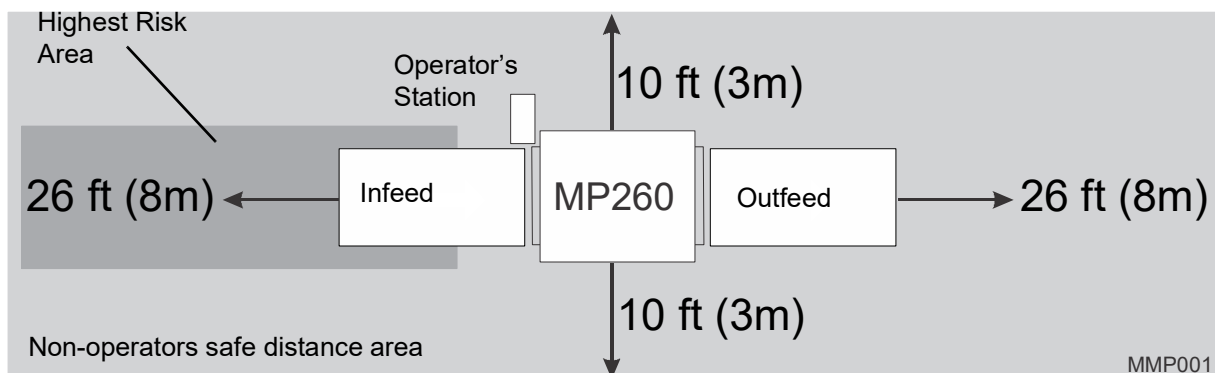 Highest Risk
Area
Operator's
Station
10 ft (3m)
26 ft (8m)
Infeed
MP260
Outfeed
26 ft (8m)
10 ft (3m)
Non-operators safe distance area
MMP001